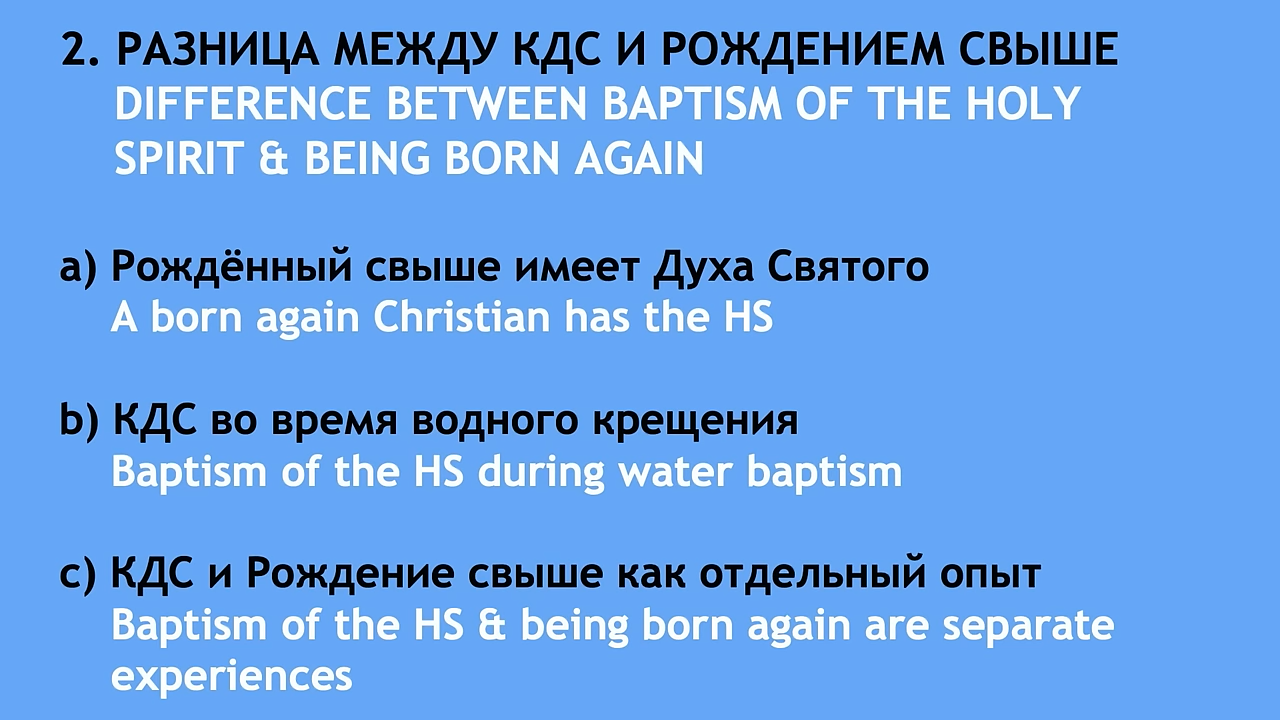 2. РАЗНИЦА МЕЖДУ КДС И РОЖДЕНИЕМ СВЫШЕ
DIFFERENCE BETWEEN BAPTISM OF THE HOLY
SPIRIT & BEING BORN AGAIN
a) Рождённый свыше имеет Духа Святого
A born again Christian has the HS
b) КДС во время водного крещения
Baptism of the HS during water baptism
c) КДС и Рождение свыше как отдельный опыт
Baptism of the HS & being born again are separate
experiences